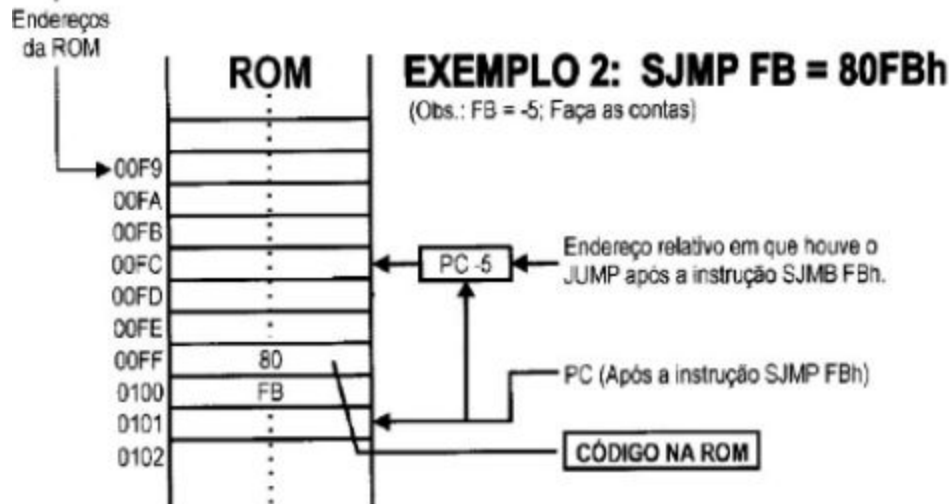 Endereços
da ROM
ROM
EXEMPLO 2: SJMP FB = 80FBh
(Obs.: FB = -5; Faça as contas)
00F9
00FA
00FB
00FC
00FD
00FE
00FF
0100
0101
0102
80
FB
PC -5
Endereço relativo em que houve o
JUMP após a instrução SJMB FBh.
PC (Após a instrução SJMP FBh)
CÓDIGO NA ROM